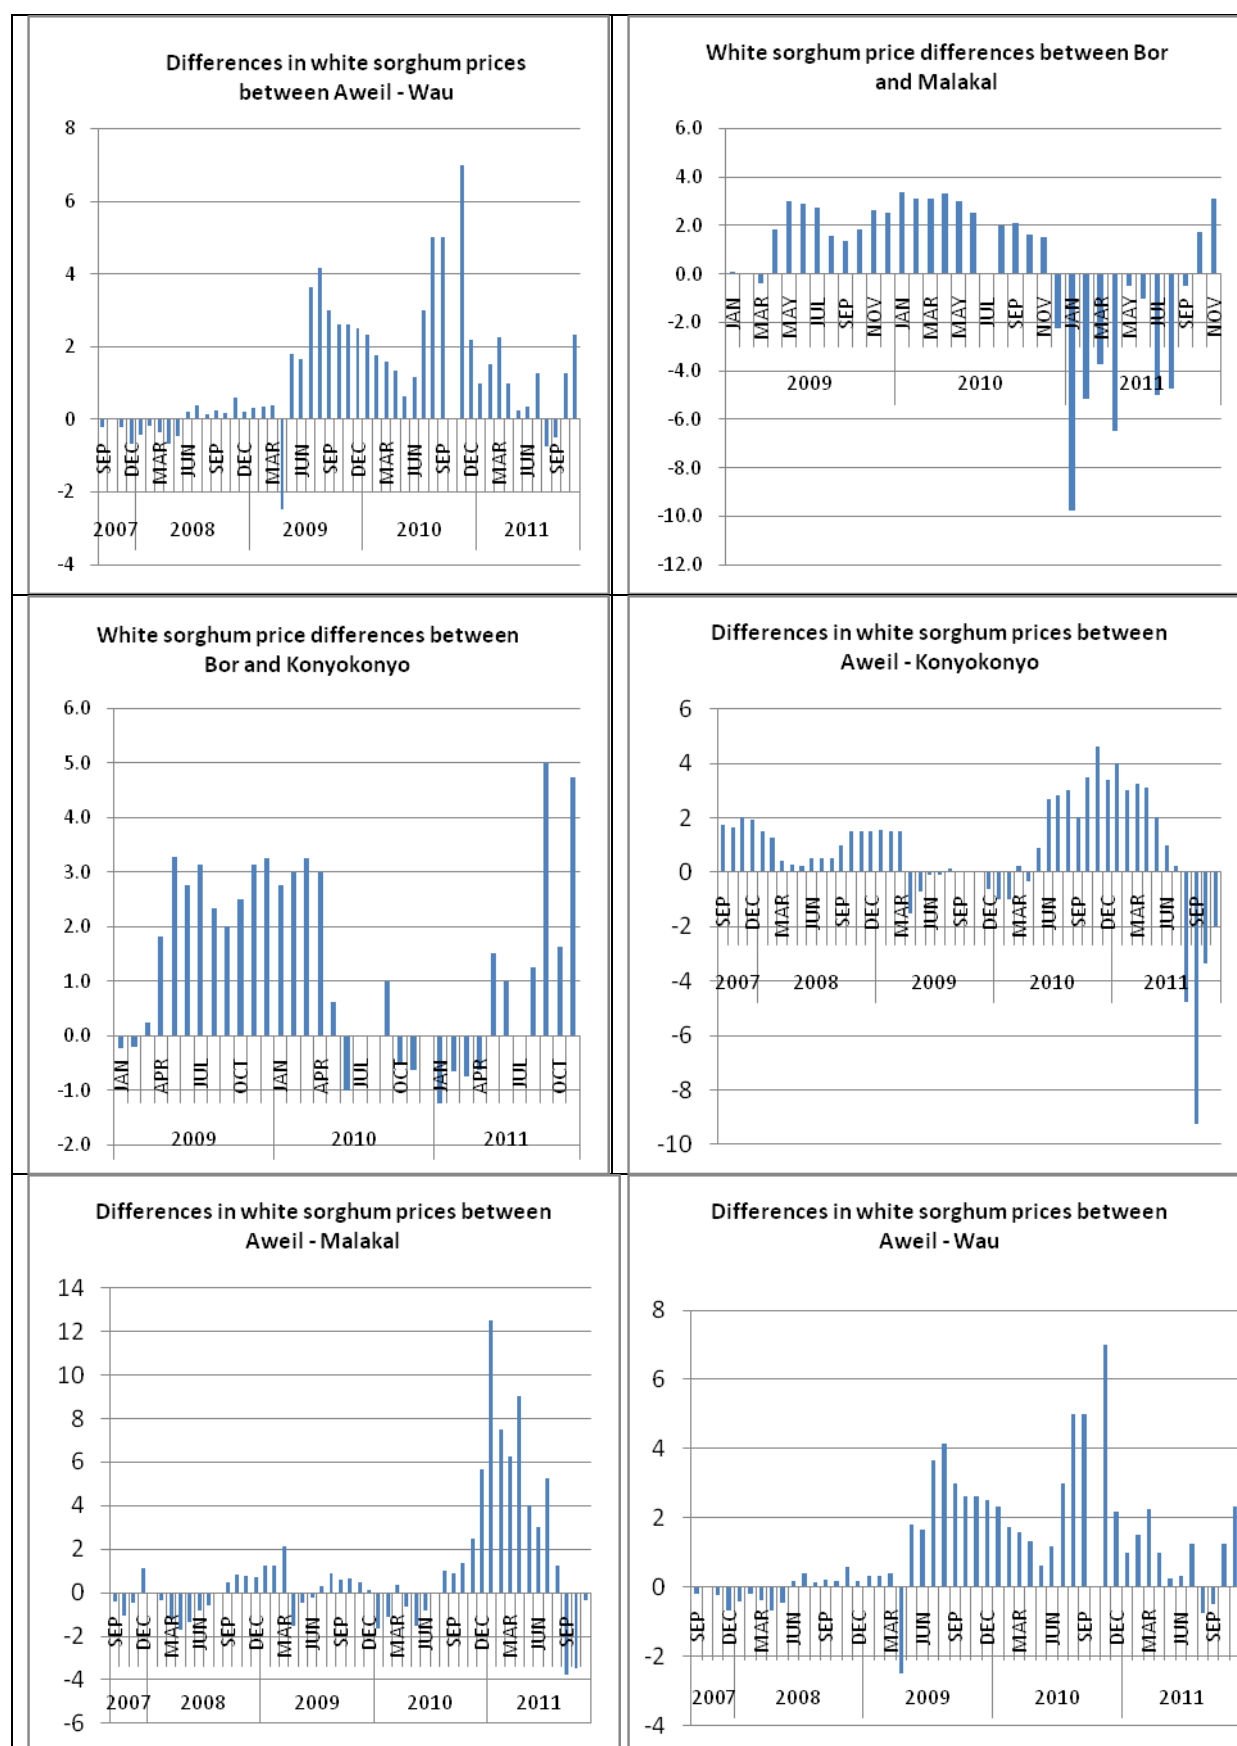 Differences in white sorghum prices
between Aweil - Wau
8
6
4
2
0
-2
-4
SEP DEC MAR JUN SEP DEC MAR JUN SEP DEC MAR JUN SEP DEC MAR JUN SEP
2007 2008 2009 2010 2011
White sorghum price differences between Bor
and Malakal
6.0
4.0
2.0
0.0
-2.0
-4.0
-6.0
-8.0
-10.0
-12.0
JAN MAR MAY JUL SEP NOV JAN MAR MAY JUL SEP NOV JAN MAR MAY JUL SEP NOV
2009 2010 2011
White sorghum price differences between
Bor and Konyokonyo
6.0
5.0
4.0
3.0
2.0
1.0
0.0
-1.0
-2.0
JAN APR JUL OCT JAN APR JUL OCT JAN APR JUL OCT
2009 2010 2011
Differences in white sorghum prices between
Aweil - Konyokonyo
6
4
2
0
-2
-4
-6
-8
-10
SEP DEC MAR JUN SEP DEC MAR JUN SEP DEC MAR JUN SEP DEC MAR JUN SEP
2007 2008 2009 2010 2011
Differences in white sorghum prices between
Aweil - Malakal
14
12
10
8
6
4
2
0
-2
-4
-6
SEP DEC MAR JUN SEP DEC MAR JUN SEP DEC MAR JUN SEP DEC MAR JUN SEP
2007 2008 2009 2010 2011
Differences in white sorghum prices between
Aweil - Wau
8
6
4
2
0
-2
-4
SEP DEC MAR JUN SEP DEC MAR JUN SEP DEC MAR JUN SEP DEC MAR JUN SEP
2007 2008 2009 2010 2011